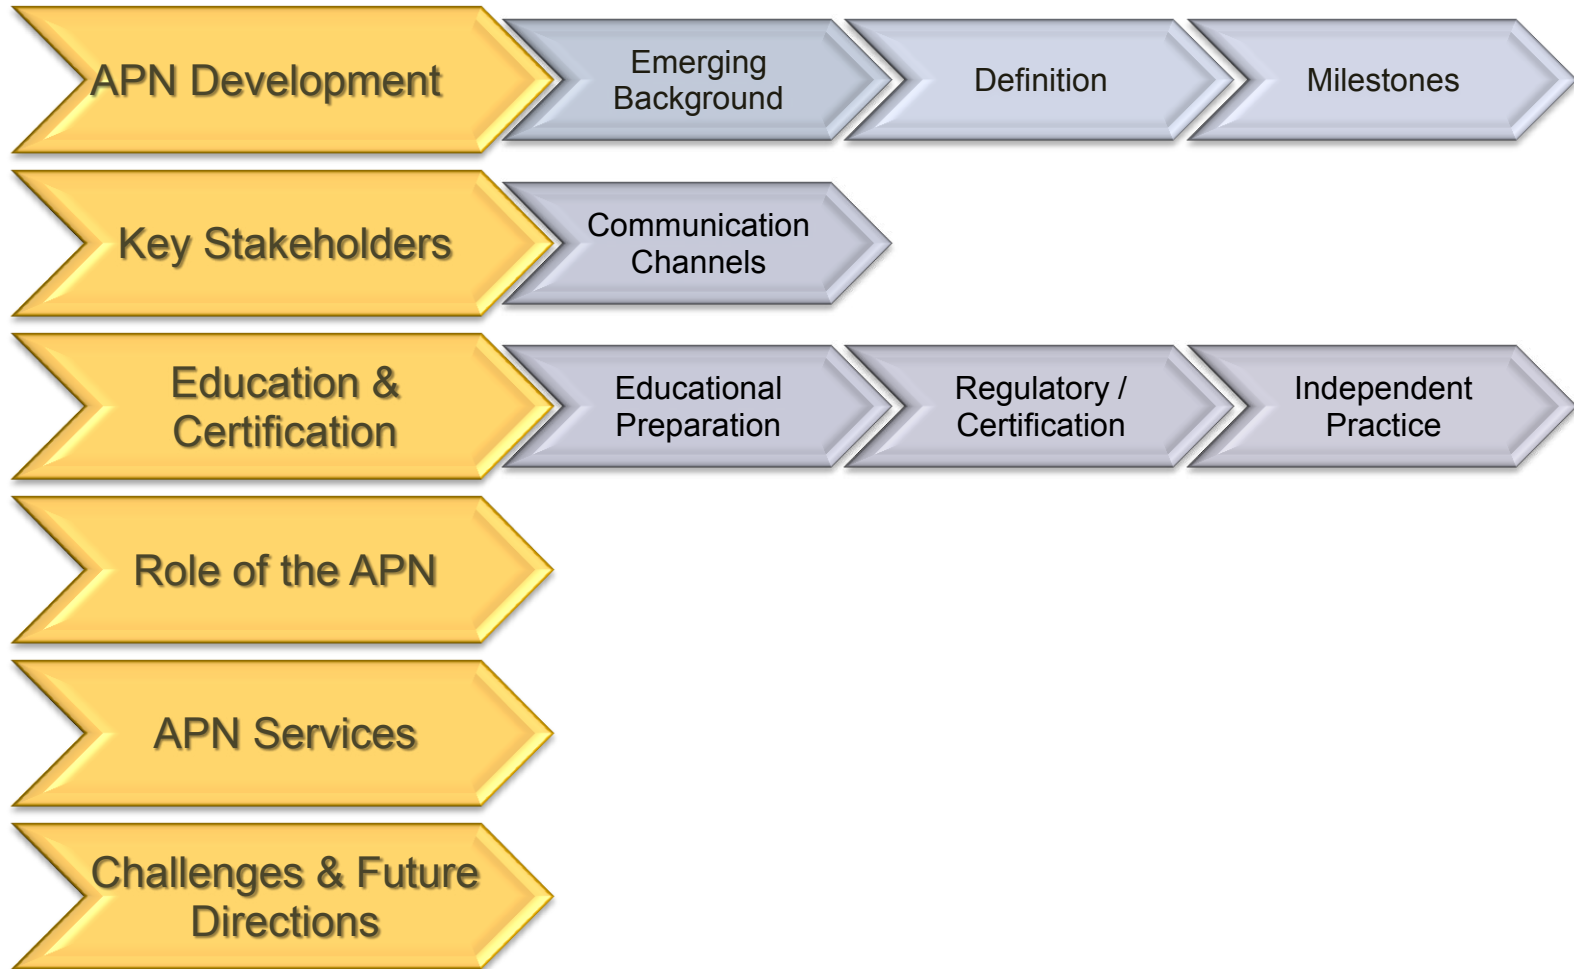 APN Development
Emerging
Background
Definition
Milestones
Key Stakeholders
Communication
Channels
Education &
Certification
Educational
Preparation
Regulatory /
Certification
Independent
Practice
Role of the APN
APN Services
Challenges & Future
Directions